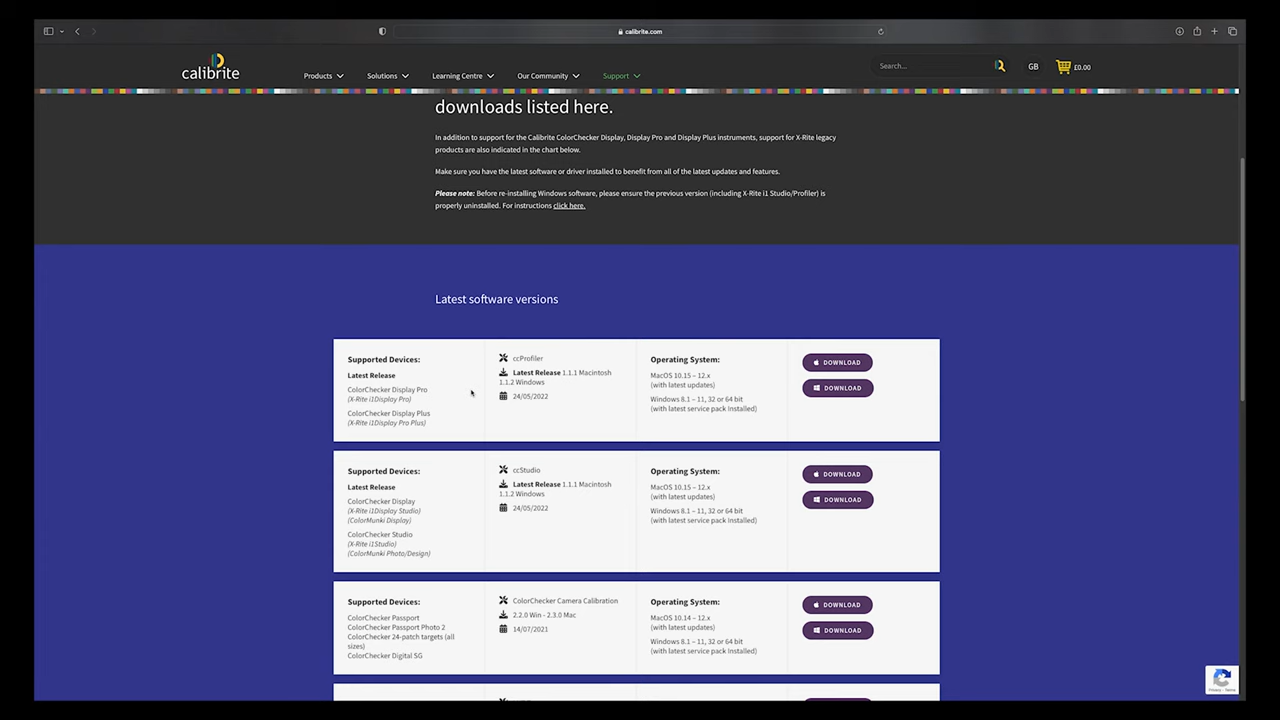 calibrite.com
calibrite
Products
Solutions
Learning Centre
Our Community
Support
Search...
GB
£0.00
downloads listed here.
In addition to support for the Calibrite ColorChecker Display, Display Pro and Display Plus instruments, support for X-Rite legacy
products are also indicated in the chart below.
Make sure you have the latest software or driver installed to benefit from all of the latest updates and features.
Please note: Before re-installing Windows software, please ensure the previous version (including X-Rite i1 Studio/Profiler) is
properly uninstalled. For instructions click here.
Latest software versions
Supported Devices:
Latest Release
ColorChecker Display Pro
(X-Rite i1Display Pro)
ColorChecker Display Plus
(X-Rite i1Display Pro Plus)
ccProfiler
Latest Release 1.1.1 Macintosh
1.1.2 Windows
24/05/2022
Operating System:
MacOS 10.15 – 12.x
(with latest updates)
Windows 8.1 – 11, 32 or 64 bit
(with latest service pack Installed)
DOWNLOAD
DOWNLOAD
Supported Devices:
Latest Release
ColorChecker Display
(X-Rite i1Display Studio)
(ColorMunki Display)
ColorChecker Studio
(X-Rite i1Studio)
(ColorMunki Photo/Design)
ccStudio
Latest Release 1.1.1 Macintosh
1.1.2 Windows
24/05/2022
Operating System:
MacOS 10.15 – 12.x
(with latest updates)
Windows 8.1 – 11, 32 or 64 bit
(with latest service pack Installed)
DOWNLOAD
DOWNLOAD
Supported Devices:
ColorChecker Passport
ColorChecker Passport Photo 2
ColorChecker 24-patch targets (all
sizes)
ColorChecker Digital SG
ColorChecker Camera Calibration
2.2.0 Win - 2.3.0 Mac
14/07/2021
Operating System:
MacOS 10.14 – 12.x
(with latest updates)
Windows 8.1 – 11, 32 or 64 bit
(with latest service pack Installed)
DOWNLOAD
DOWNLOAD
Privacy - Terms